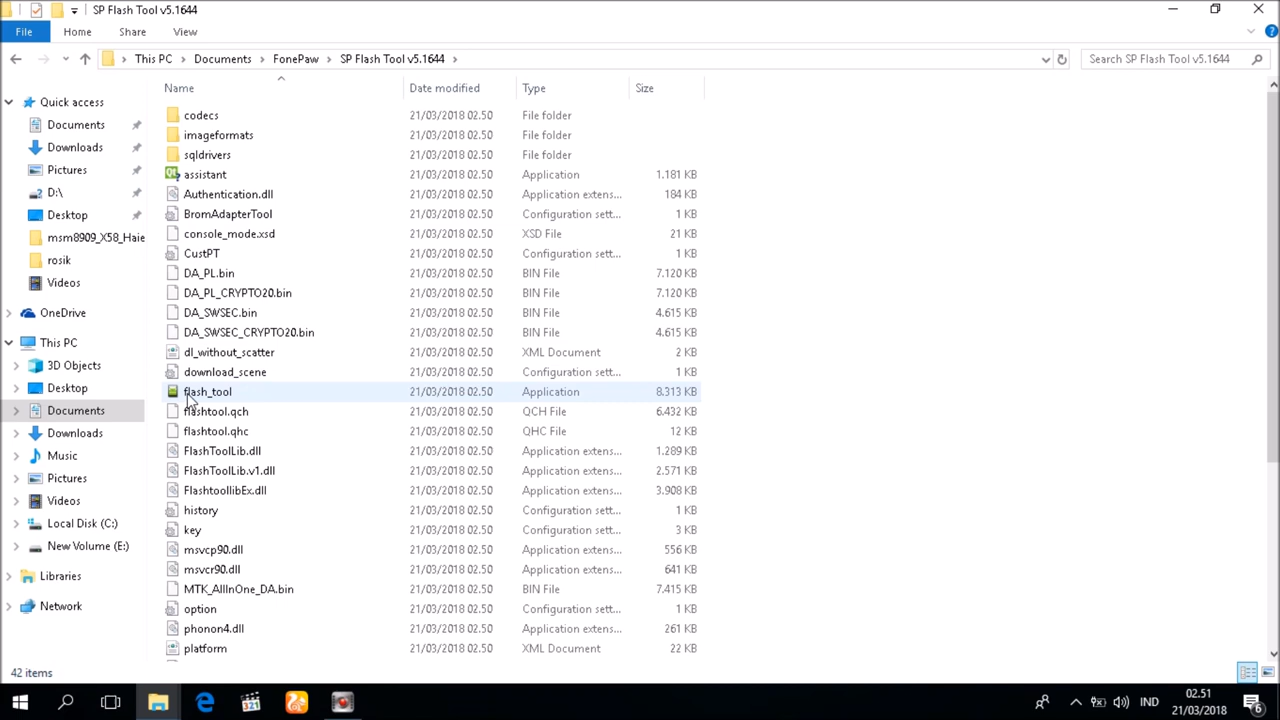 SP Flash Tool v5.1644
File Home Share View
This PC Documents FonePaw SP Flash Tool v5.1644 Search SP Flash Tool v5.1644
Name Date modified Type Size
Quick access
Documents
Downloads
Pictures
D:\
Desktop
msm8909_X58_Haie
rosik
Videos
OneDrive
This PC
3D Objects
Desktop
Documents
Downloads
Music
Pictures
Videos
Local Disk (C:)
New Volume (E:)
Libraries
Network
codecs 21/03/2018 02.50 File folder
imageformats 21/03/2018 02.50 File folder
sqldrivers 21/03/2018 02.50 File folder
assistant 21/03/2018 02.50 Application 1.181 KB
Authentication.dll 21/03/2018 02.50 Application extens... 184 KB
BromAdapterTool 21/03/2018 02.50 Configuration sett... 1 KB
console_mode.xsd 21/03/2018 02.50 XSD File 21 KB
CustPT 21/03/2018 02.50 Configuration sett... 1 KB
DA_PL.bin 21/03/2018 02.50 BIN File 7.120 KB
DA_PL_CRYPTO20.bin 21/03/2018 02.50 BIN File 7.120 KB
DA_SWSEC.bin 21/03/2018 02.50 BIN File 4.615 KB
DA_SWSEC_CRYPTO20.bin 21/03/2018 02.50 BIN File 4.615 KB
dl_without_scatter 21/03/2018 02.50 XML Document 2 KB
download_scene 21/03/2018 02.50 Configuration sett... 1 KB
flash_tool 21/03/2018 02.50 Application 8.313 KB
flashtool.qch 21/03/2018 02.50 QCH File 6.432 KB
flashtool.qhc 21/03/2018 02.50 QHC File 12 KB
FlashToolLib.dll 21/03/2018 02.50 Application extens... 1.289 KB
FlashToolLib.v1.dll 21/03/2018 02.50 Application extens... 2.571 KB
FlashtoollibEx.dll 21/03/2018 02.50 Application extens... 3.908 KB
history 21/03/2018 02.50 Configuration sett... 1 KB
key 21/03/2018 02.50 Configuration sett... 3 KB
msvcp90.dll 21/03/2018 02.50 Application extens... 556 KB
msvcr90.dll 21/03/2018 02.50 Application extens... 641 KB
MTK_AllInOne_DA.bin 21/03/2018 02.50 BIN File 7.415 KB
option 21/03/2018 02.50 Configuration sett... 1 KB
phonon4.dll 21/03/2018 02.50 Application extens... 261 KB
platform 21/03/2018 02.50 XML Document 22 KB
42 items
321
IND
02.51
21/03/2018
6